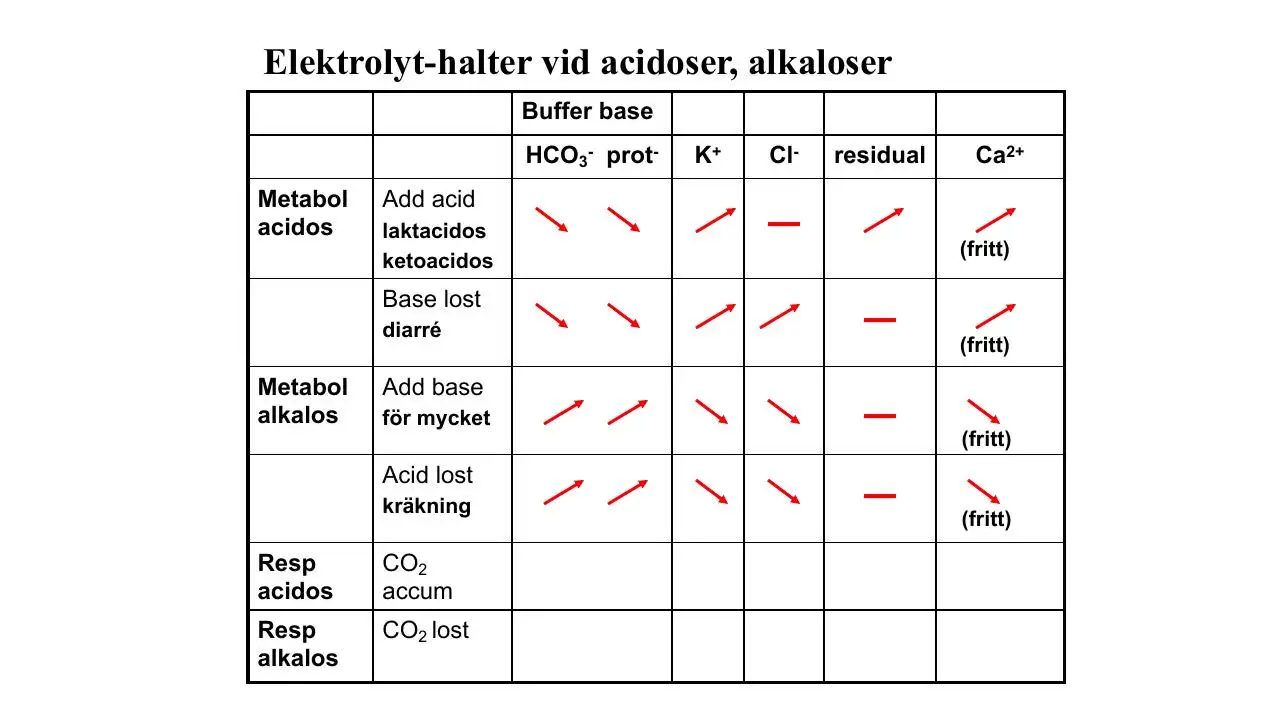 Elektrolyt-halter vid acidoser, alkaloser
Buffer base
HCO₃⁻ prot⁻ K⁺ Cl⁻ residual Ca²⁺
Metabol acidos
Add acid
laktacidos
ketoacidos
(fritt)
Base lost
diarré
(fritt)
Metabol alkalos
Add base
för mycket
(fritt)
Acid lost
kräkning
(fritt)
Resp acidos
CO₂ accum
Resp alkalos
CO₂ lost